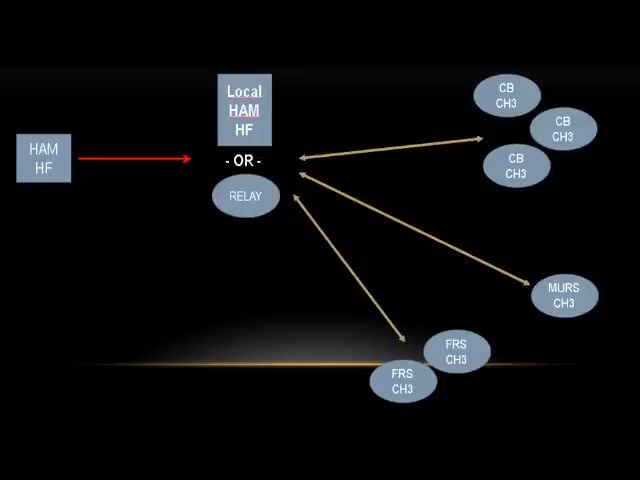 HAM
HF
Local
HAM
HF
- OR -
RELAY
CB
CH3
CB
CH3
CB
CH3
MURS
CH3
FRS
CH3
FRS
CH3